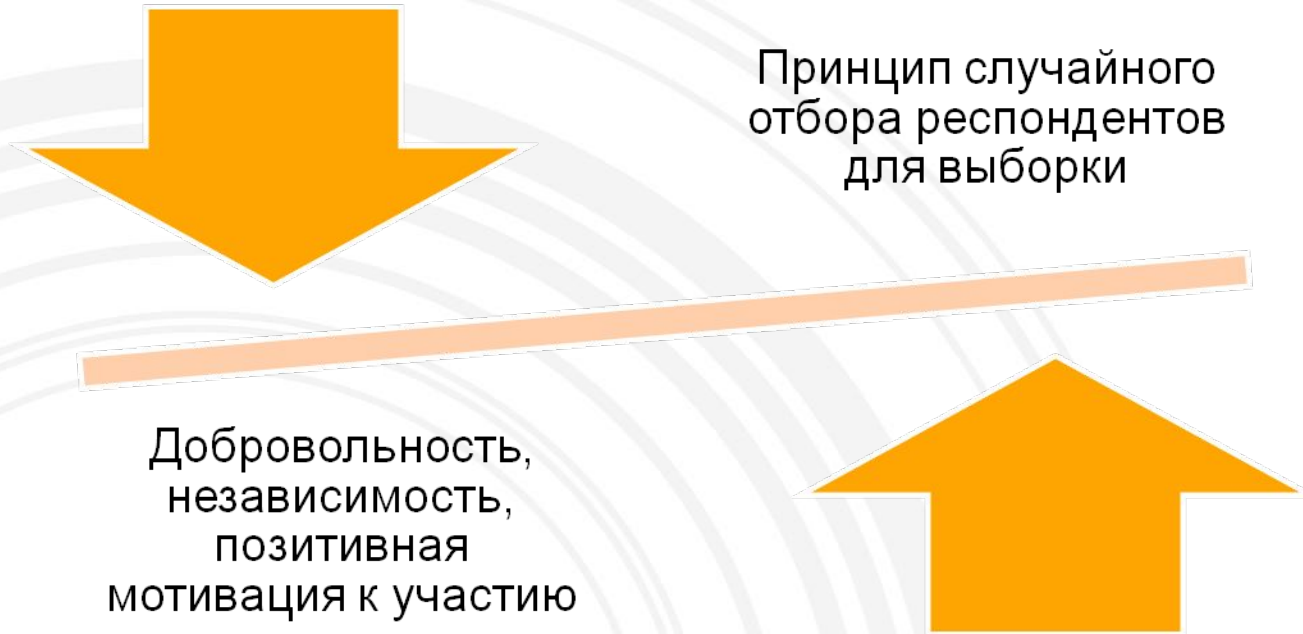 Принцип случайного
отбора респондентов
для выборки
Добровольность,
независимость,
позитивная
мотивация к участию